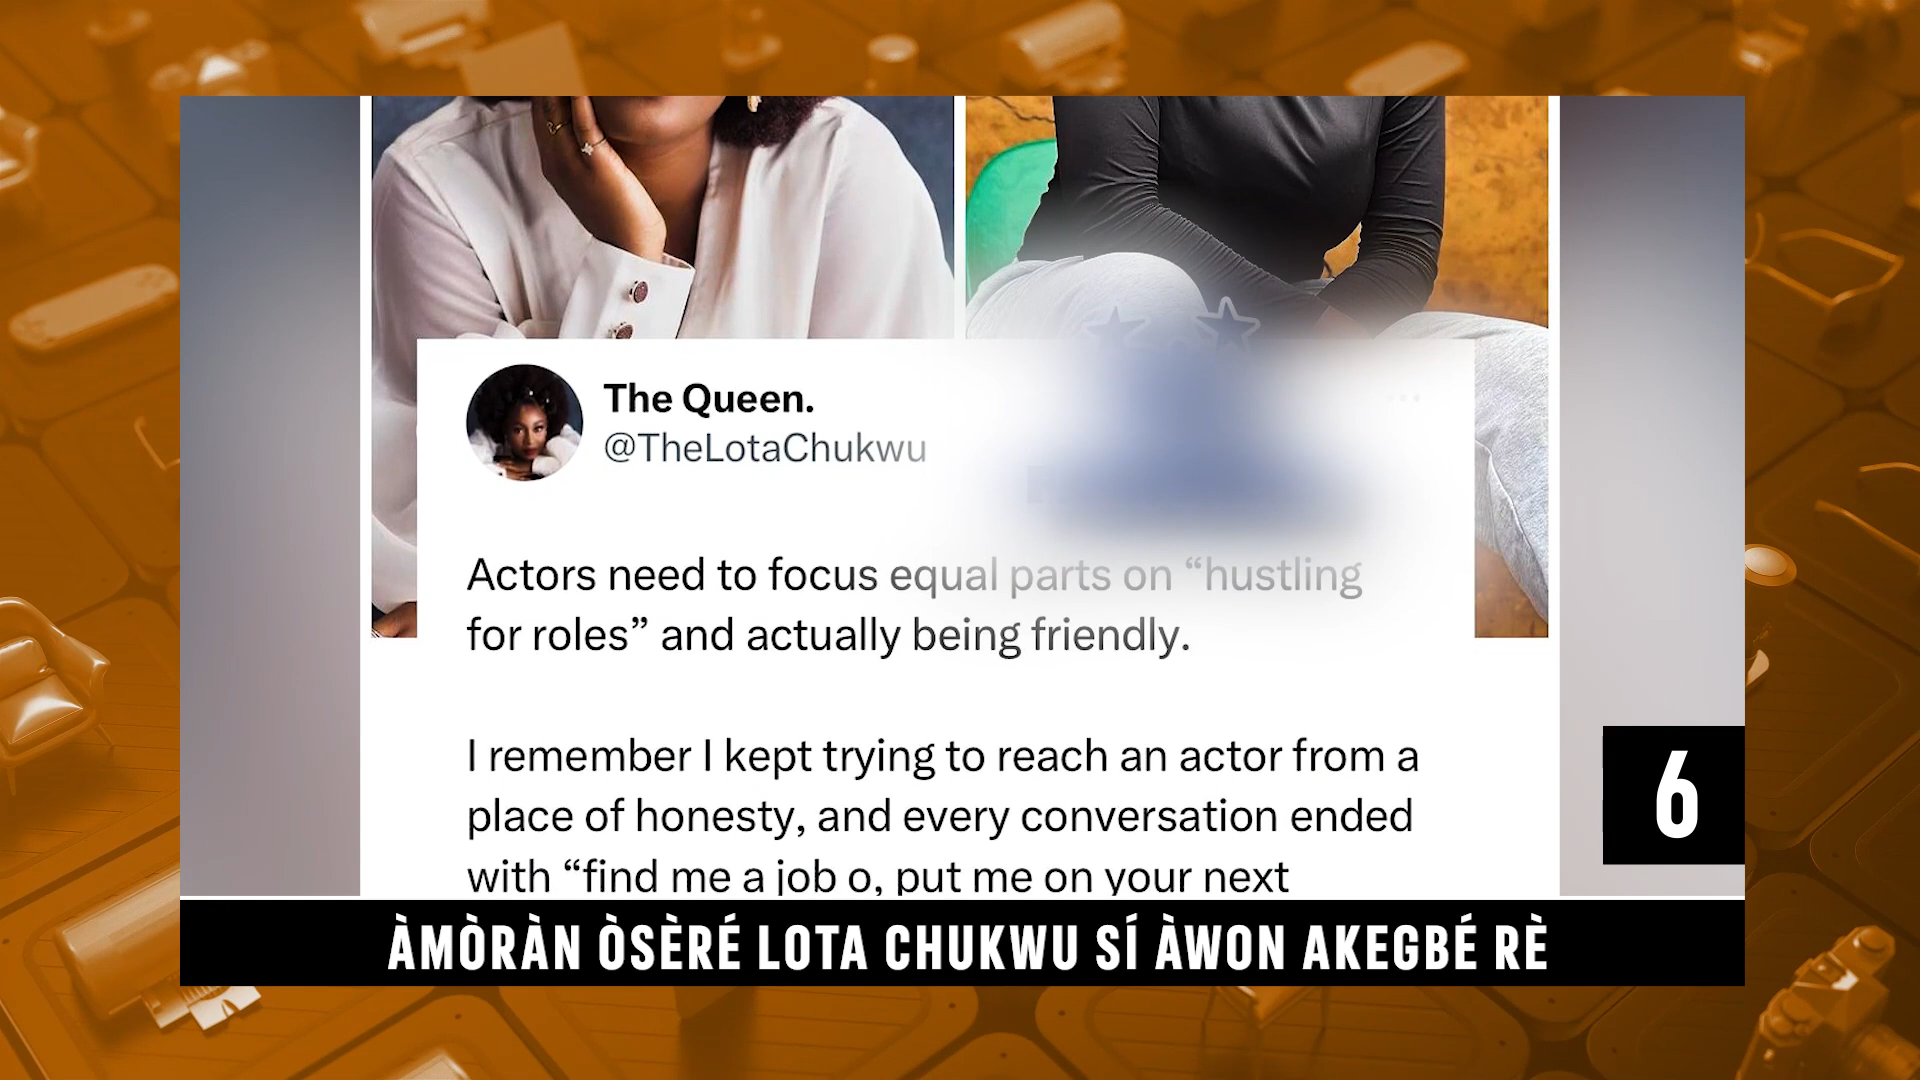 The Queen.
@TheLotaChukwu
Actors need to focus equal parts on “hustling
for roles” and actually being friendly.
I remember I kept trying to reach an actor from a
place of honesty, and every conversation ended
with “find me a job o, put me on your next
6
ÀMÒRÀN ÒSÈRÉ LOTA CHUKWU SÍ ÀWON AKEGBÉ RÈ